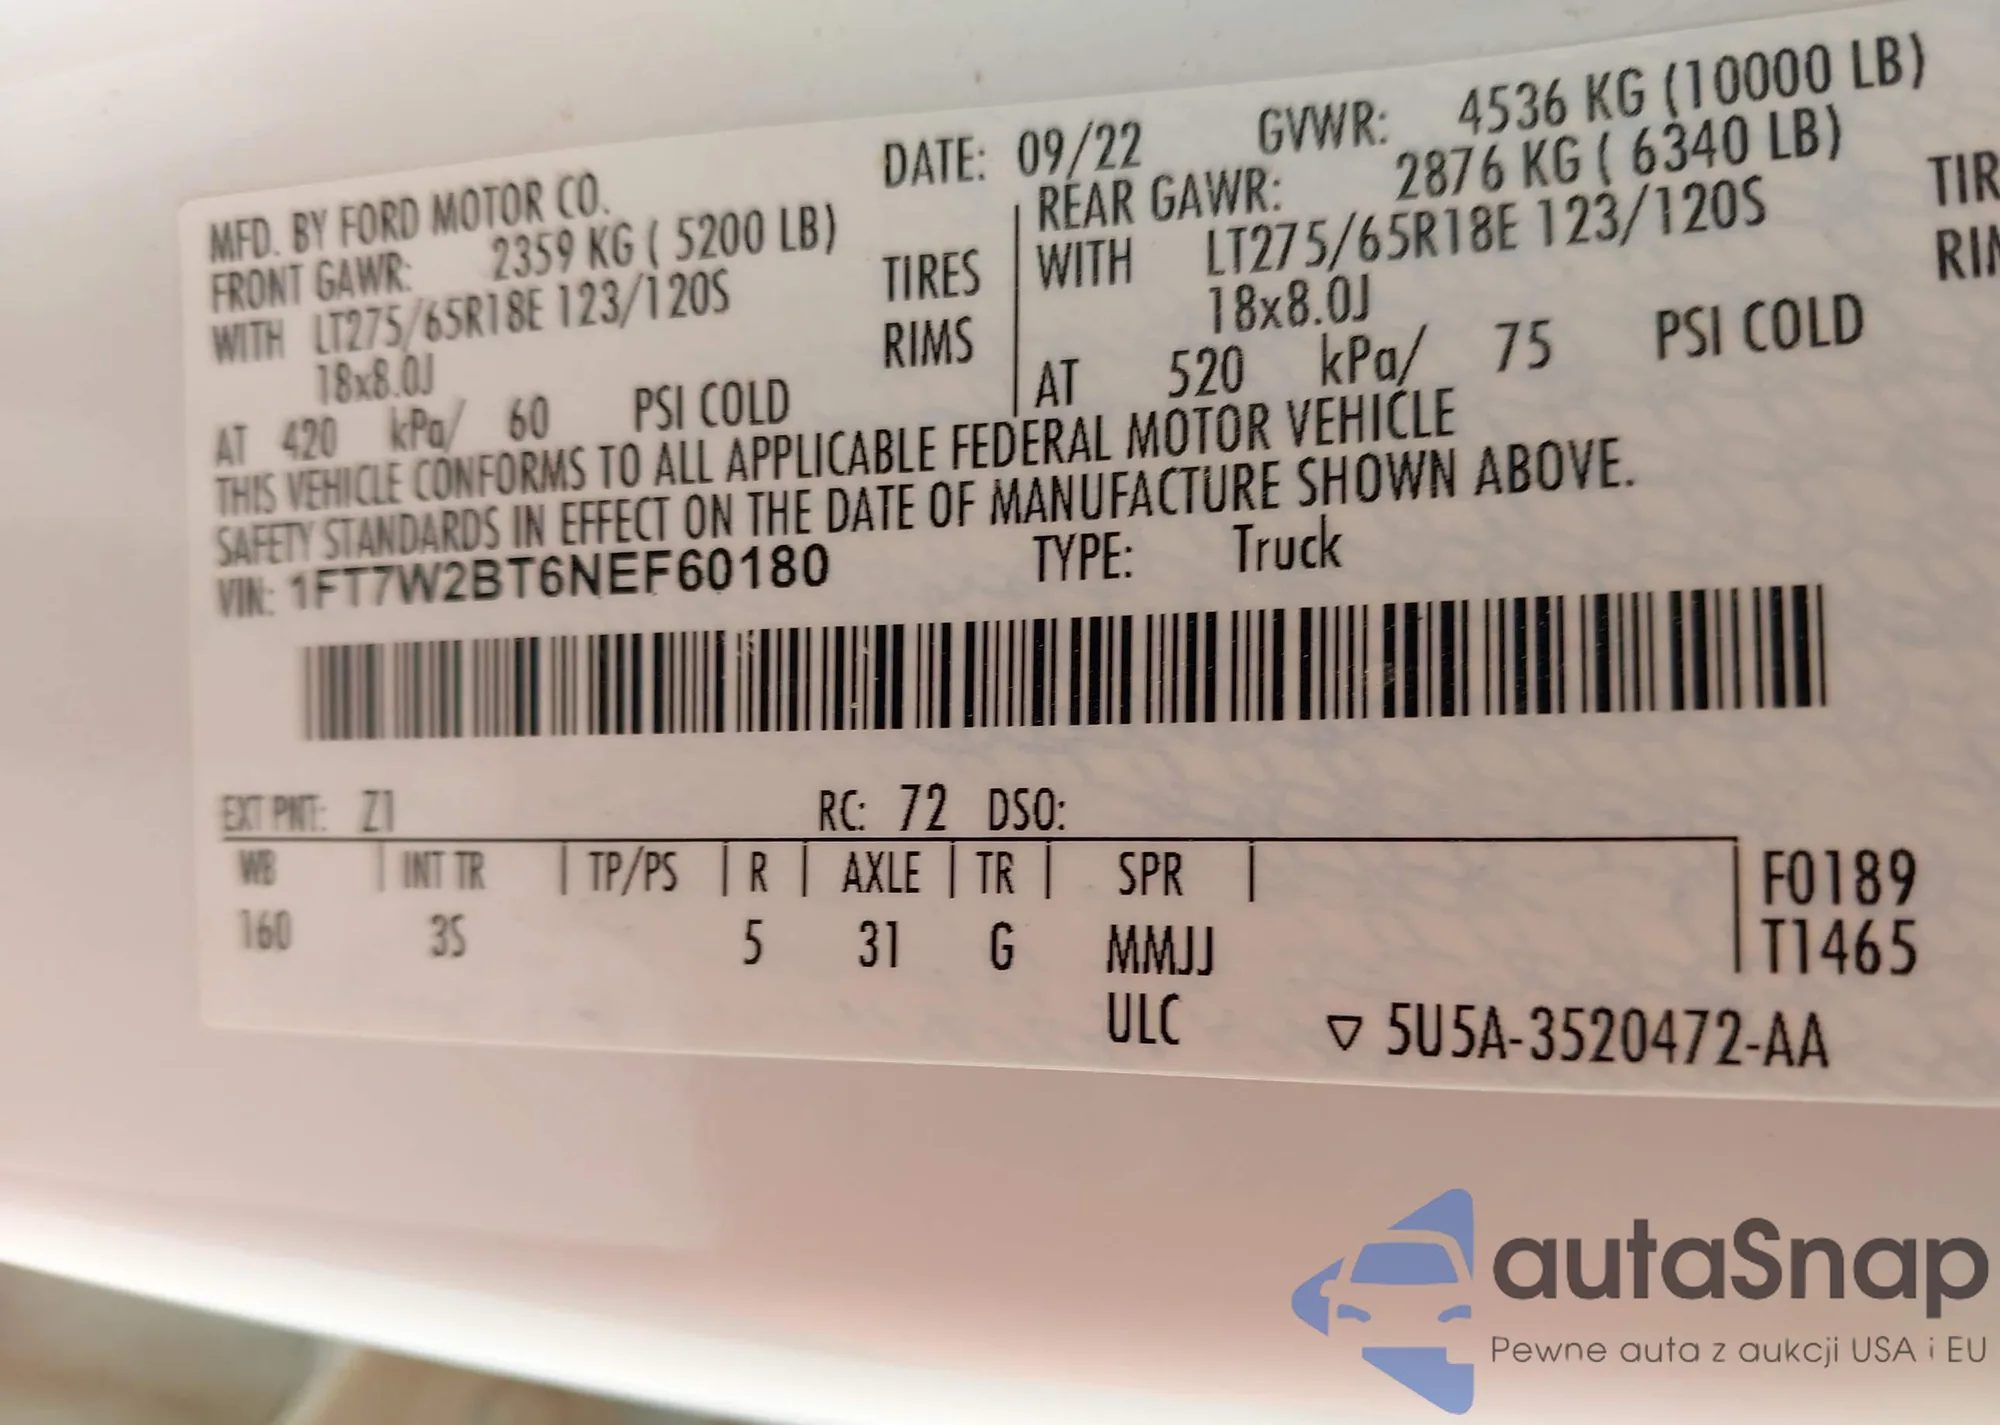 DATE: 09/22 GVWR: 4536 KG (10000 LB)
MFD. BY FORD MOTOR CO.
FRONT GAWR: 2359 KG ( 5200 LB)
REAR GAWR: 2876 KG ( 6340 LB)
WITH LT275/65R18E 123/120S TIRES
WITH LT275/65R18E 123/120S TIR
18x8.0J RIMS
18x8.0J RIM
AT 420 kPa/ 60 PSI COLD
AT 520 kPa/ 75 PSI COLD
THIS VEHICLE CONFORMS TO ALL APPLICABLE FEDERAL MOTOR VEHICLE
SAFETY STANDARDS IN EFFECT ON THE DATE OF MANUFACTURE SHOWN ABOVE.
VIN: 1FT7W2BT6NEF60180 TYPE: Truck
EXT PNT: Z1 RC: 72 DSO:
WB | INT TR | TP/PS | R | AXLE | TR | SPR | F0189
160 3S 5 31 G MMJJ T1465
ULC ▽ 5U5A-3520472-AA
autaSnap
Pewne auta z aukcji USA i EU